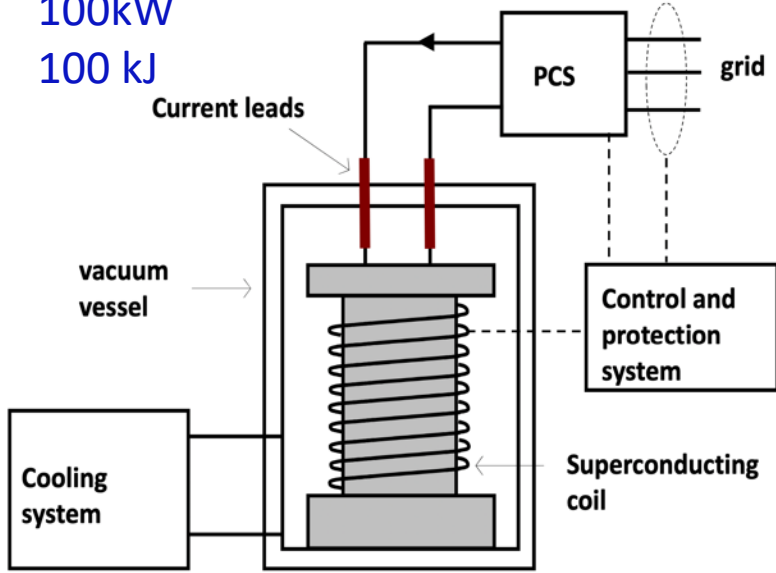 100kW
100 kJ
Current leads
PCS
grid
vacuum
vessel
Control and
protection
system
Cooling
system
Superconducting
coil